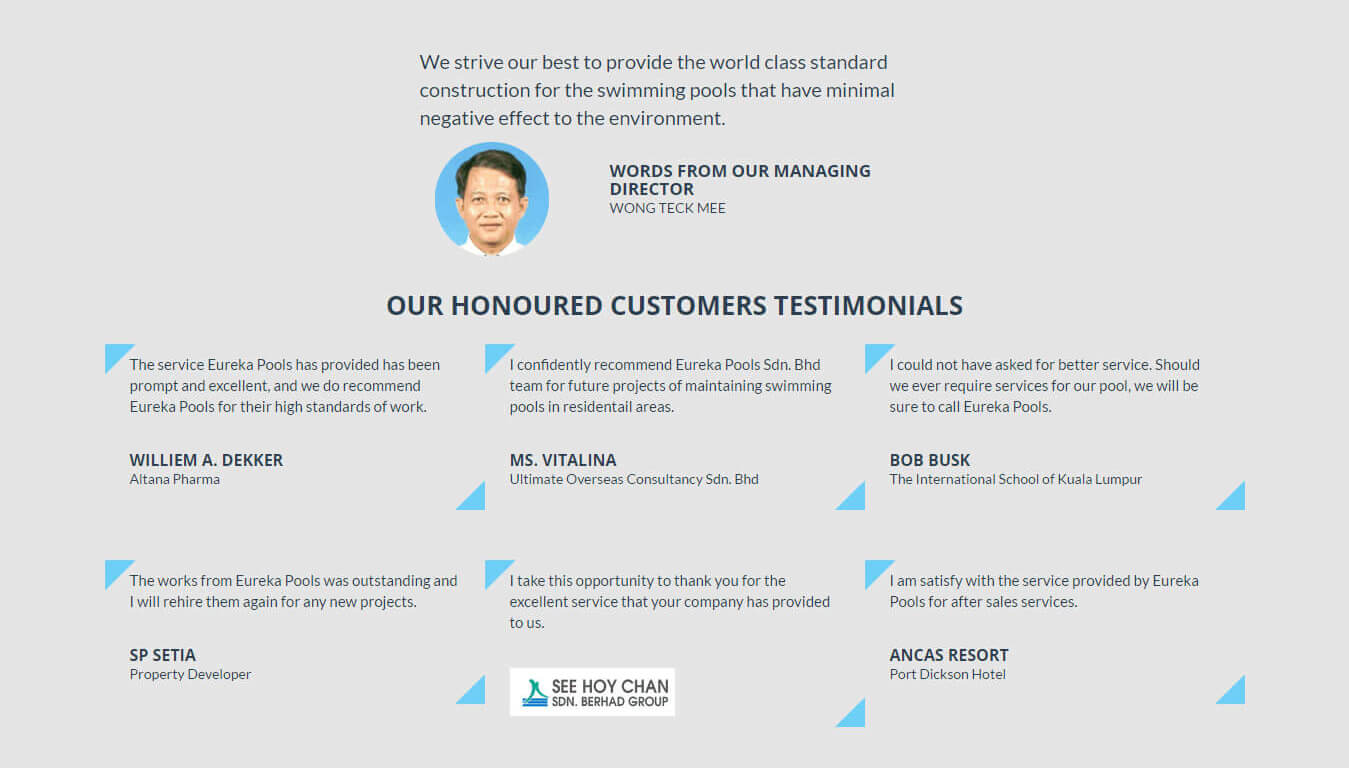 We strive our best to provide the world class standard
construction for the swimming pools that have minimal
negative effect to the environment.
WORDS FROM OUR MANAGING
DIRECTOR
WONG TECK MEE
OUR HONOURED CUSTOMERS TESTIMONIALS
The service Eureka Pools has provided has been
prompt and excellent, and we do recommend
Eureka Pools for their high standards of work.
WILLIEM A. DEKKER
Altana Pharma
I confidently recommend Eureka Pools Sdn. Bhd
team for future projects of maintaining swimming
pools in residentail areas.
MS. VITALINA
Ultimate Overseas Consultancy Sdn. Bhd
I could not have asked for better service. Should
we ever require services for our pool, we will be
sure to call Eureka Pools.
BOB BUSK
The International School of Kuala Lumpur
The works from Eureka Pools was outstanding and
I will rehire them again for any new projects.
SP SETIA
Property Developer
I take this opportunity to thank you for the
excellent service that your company has provided
to us.
SEE HOY CHAN
SDN. BERHAD GROUP
I am satisfy with the service provided by Eureka
Pools for after sales services.
ANCAS RESORT
Port Dickson Hotel